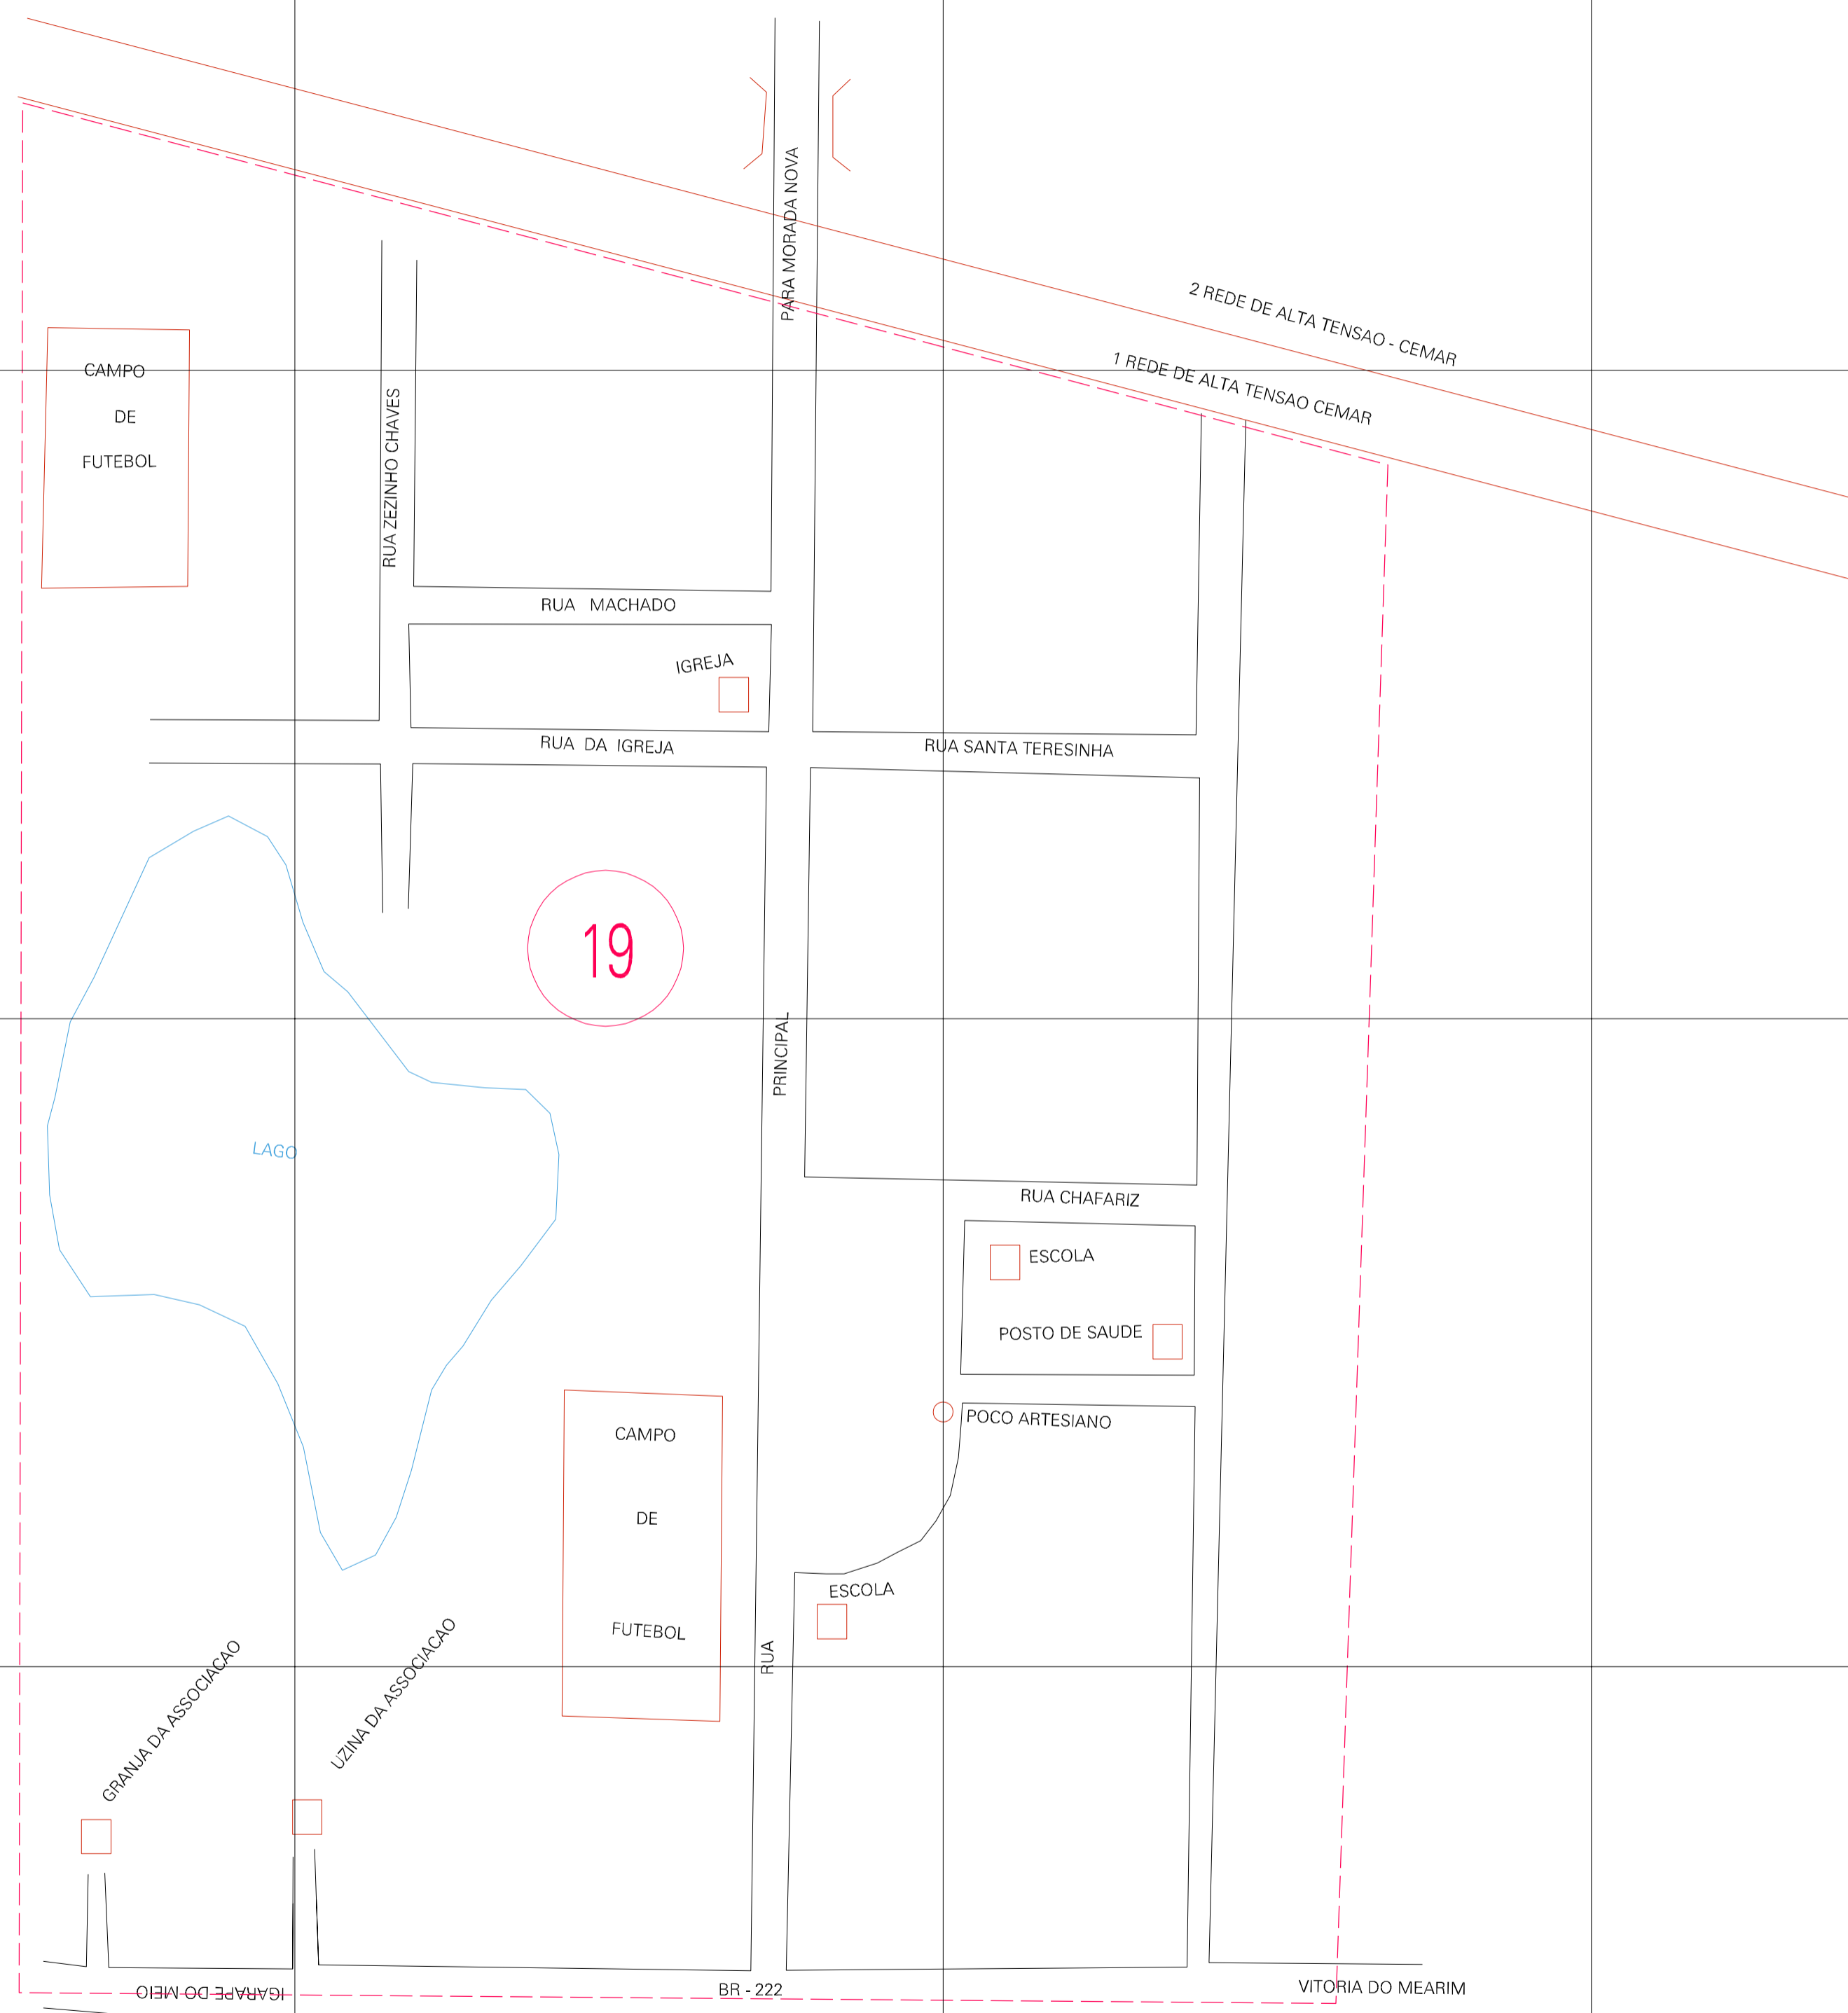 PARA MORADA NOVA
2 REDE DE ALTA TENSAO - CEMAR
1 REDE DE ALTA TENSAO CEMAR
CAMPO
DE
FUTEBOL
RUA ZEZINHO CHAVES
RUA MACHADO
IGREJA
RUA DA IGREJA
RUA SANTA TERESINHA
19
PRINCIPAL
LAGO
RUA CHAFARIZ
ESCOLA
POSTO DE SAUDE
POCO ARTESIANO
CAMPO
DE
FUTEBOL
ESCOLA
RUA
GRANJA DA ASSOCIACAO
UZINA DA ASSOCIACAO
IGARAPE DO MEIO
BR - 222
VITORIA DO MEARIM